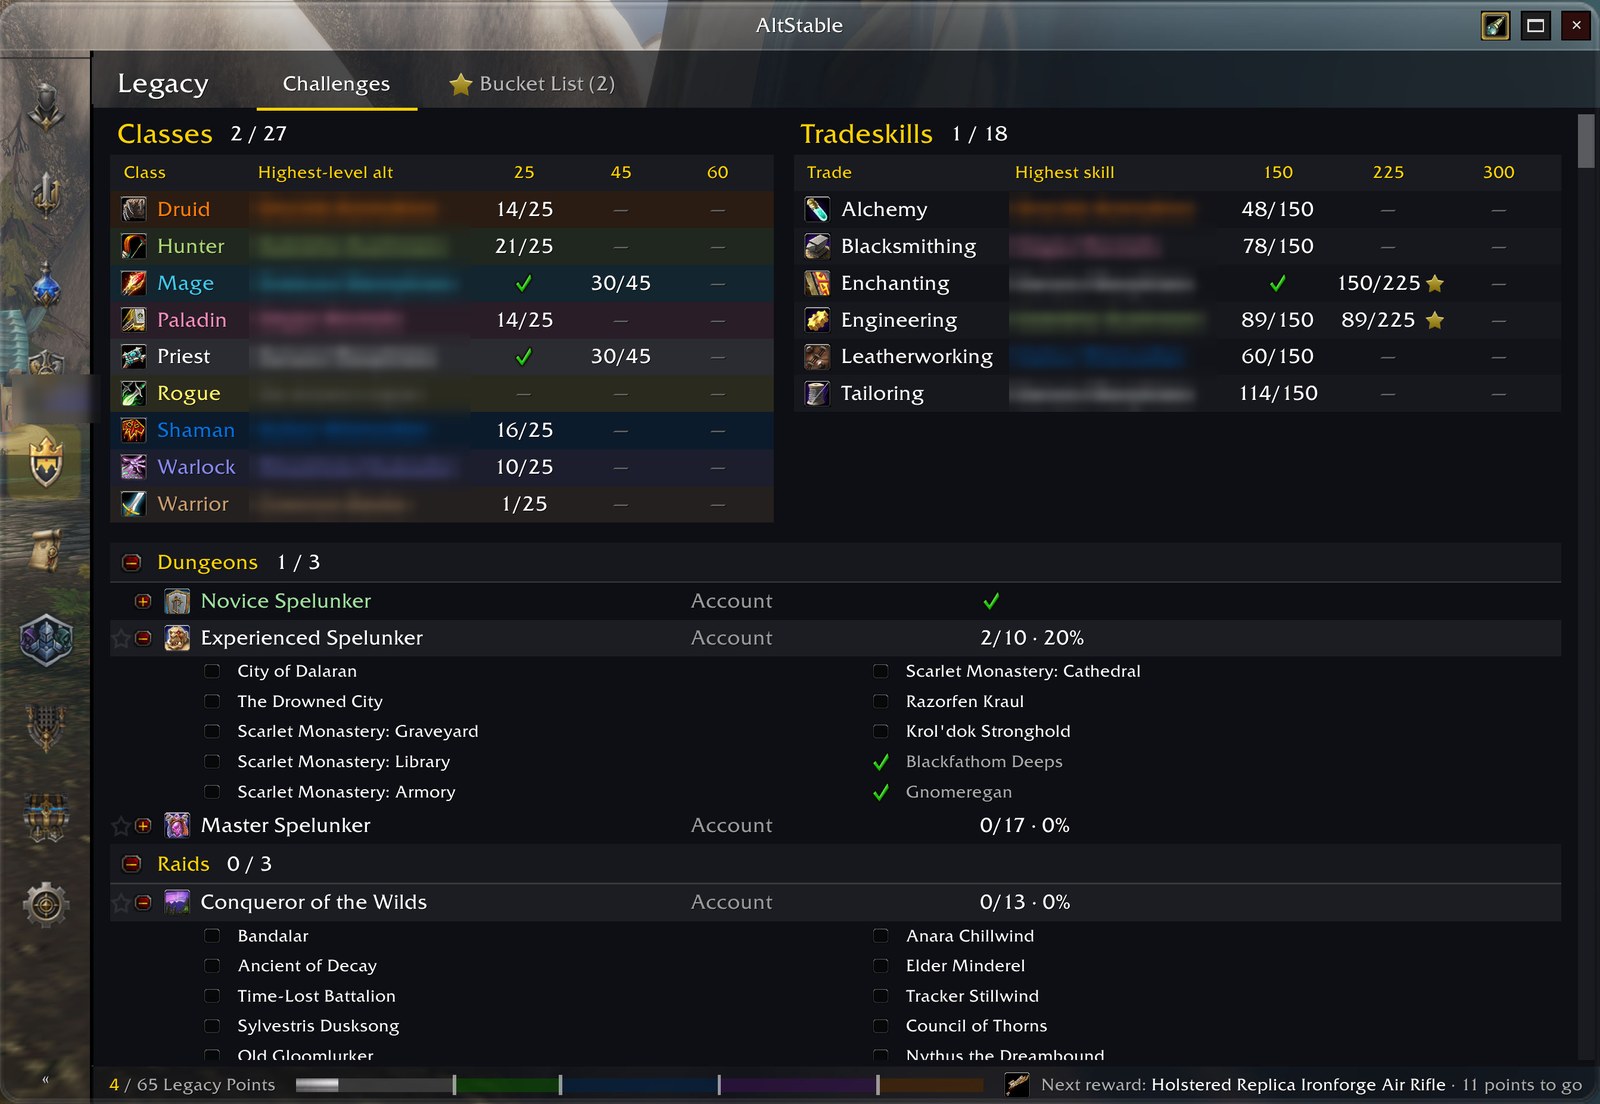 AltStable
Legacy
Challenges
Bucket List (2)
Classes 2 / 27
Class Highest-level alt 25 45 60
Druid 14/25 — —
Hunter 21/25 — —
Mage 30/45 —
Paladin 14/25 — —
Priest 30/45 —
Rogue — — —
Shaman 16/25 — —
Warlock 10/25 — —
Warrior 1/25 — —
Tradeskills 1 / 18
Trade Highest skill 150 225 300
Alchemy 48/150 — —
Blacksmithing 78/150 — —
Enchanting 150/225 —
Engineering 89/150 89/225 —
Leatherworking 60/150 — —
Tailoring 114/150 — —
Dungeons 1 / 3
Novice Spelunker Account
Experienced Spelunker Account 2/10 · 20%
City of Dalaran
The Drowned City
Scarlet Monastery: Graveyard
Scarlet Monastery: Library
Scarlet Monastery: Armory
Scarlet Monastery: Cathedral
Razorfen Kraul
Krol'dok Stronghold
Blackfathom Deeps
Gnomeregan
Master Spelunker Account 0/17 · 0%
Raids 0 / 3
Conqueror of the Wilds Account 0/13 · 0%
Bandalar
Ancient of Decay
Time-Lost Battalion
Sylvestris Dusksong
Old Gloomlurker
Anara Chillwind
Elder Minderel
Tracker Stillwind
Council of Thorns
Nythus the Dreambound
«
4 / 65 Legacy Points
Next reward: Holstered Replica Ironforge Air Rifle · 11 points to go